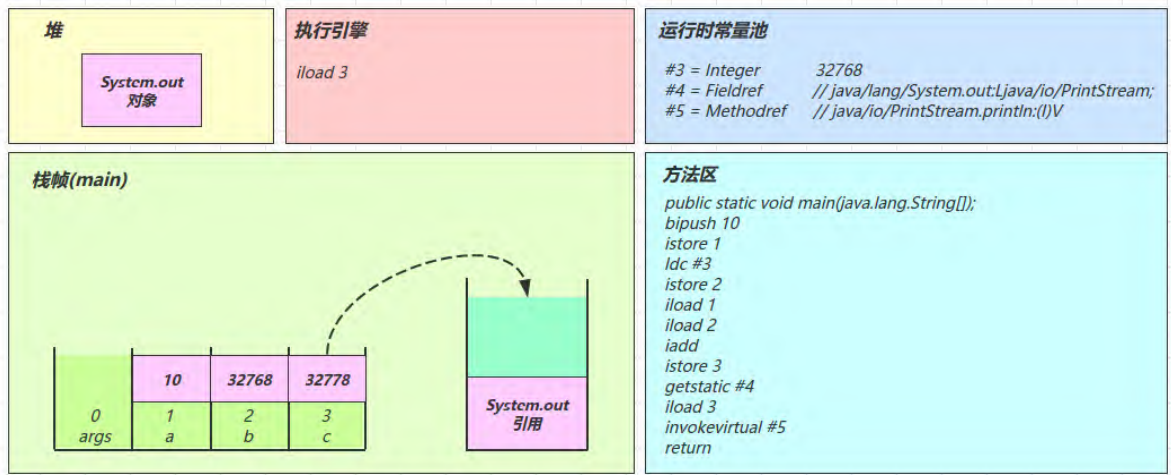 堆
System.out
对象
执行引擎
iload 3
运行时常量池
#3 = Integer 32768
#4 = Fieldref // java/lang/System.out:Ljava/io/PrintStream;
#5 = Methodref // java/io/PrintStream.println:(I)V
栈帧(main)
10 32768 32778
0 1 2 3
args a b c
System.out
引用
方法区
public static void main(java.lang.String[]);
bipush 10
istore 1
ldc #3
istore 2
iload 1
iload 2
iadd
istore 3
getstatic #4
iload 3
invokevirtual #5
return